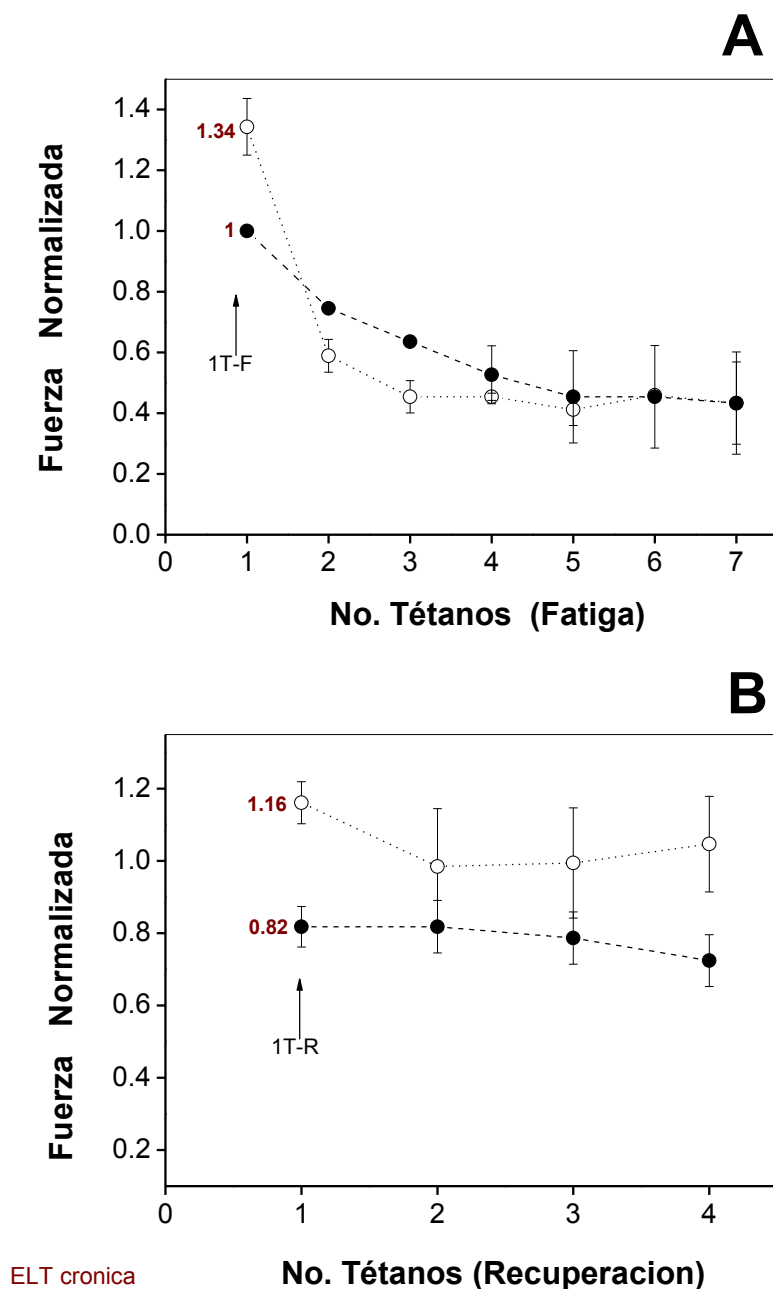 A
1.4
1.34
1.2
1
1.0
0.8
1T-F
0.6
0.4
0.2
0.0
0 1 2 3 4 5 6 7
Fuerza Normalizada
No. Tétanos (Fatiga)
B
1.2
1.16
1.0
0.82
0.8
0.6
1T-R
0.4
0.2
0 1 2 3 4
Fuerza Normalizada
ELT cronica
No. Tétanos (Recuperacion)